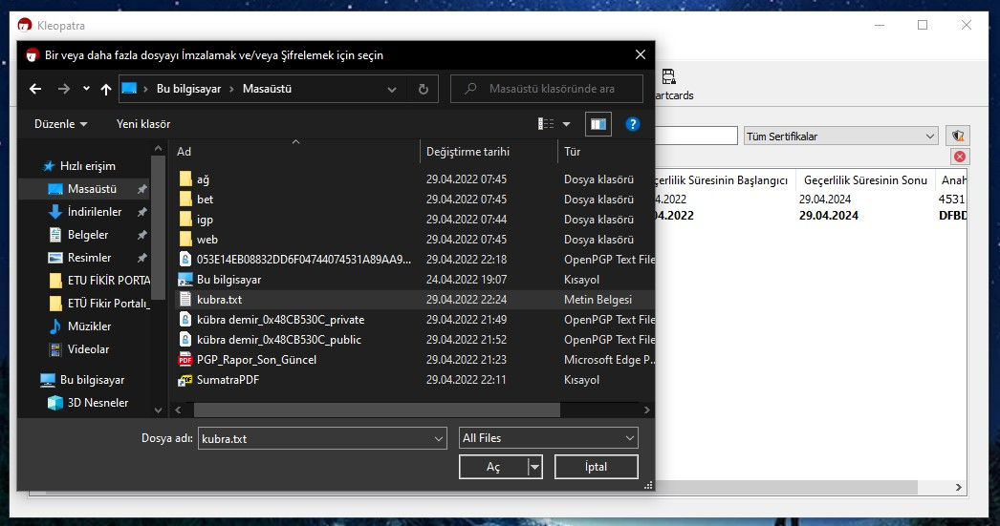 Kleopatra
Bir veya daha fazla dosyayı İmzalamak ve/veya Şifrelemek için seçin
Bu bilgisayar > Masaüstü
Masaüstü klasöründe ara
artcards
Düzenle
Yeni klasör
Tüm Sertifikalar
Hızlı erişim
Masaüstü
İndirilenler
Belgeler
Resimler
ETU FİKİR PORTA
ETÜ Fikir Portalı_
Müzikler
Videolar
Bu bilgisayar
3D Nesneler
Ad Değiştirme tarihi Tür
ağ 29.04.2022 07:45 Dosya klasörü
bet 29.04.2022 07:45 Dosya klasörü
igp 29.04.2022 07:44 Dosya klasörü
web 29.04.2022 07:45 Dosya klasörü
053E14EB08832DD6F04744074531A89AA9... 29.04.2022 22:18 OpenPGP Text File
Bu bilgisayar 24.04.2022 19:07 Kısayol
kubra.txt 29.04.2022 22:24 Metin Belgesi
kübra demir_0x48CB530C_private 29.04.2022 21:49 OpenPGP Text File
kübra demir_0x48CB530C_public 29.04.2022 21:52 OpenPGP Text File
PGP_Rapor_Son_Güncel 29.04.2022 21:23 Microsoft Edge P...
SumatraPDF 29.04.2022 22:11 Kısayol
çerlilik Süresinin Başlangıcı Geçerlilik Süresinin Sonu Anah
04.2022 29.04.2024 4531
04.2022 29.04.2024 DFBD
Dosya adı: kubra.txt All Files
Aç İptal